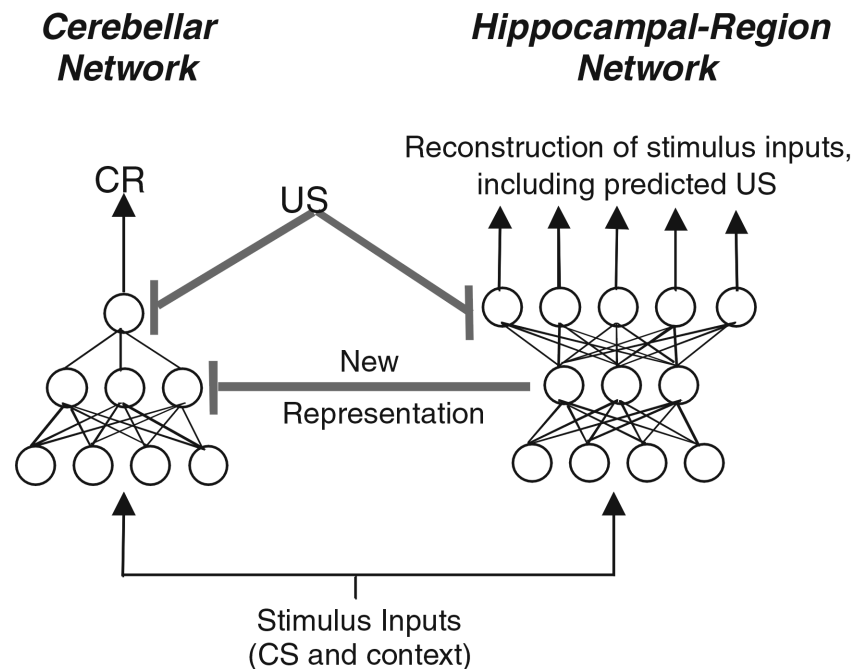 Cerebellar
Network
Hippocampal-Region
Network
Reconstruction of stimulus inputs,
including predicted US
CR
US
New
Representation
Stimulus Inputs
(CS and context)